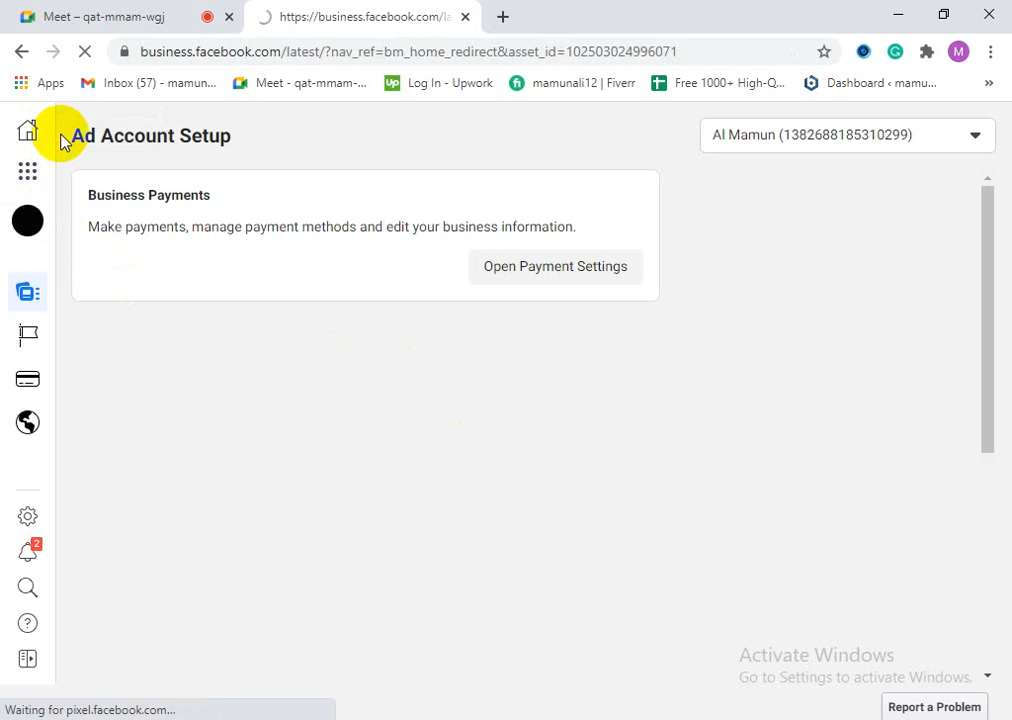 Meet – qat-mmam-wgj
https://business.facebook.com/la
business.facebook.com/latest/?nav_ref=bm_home_redirect&asset_id=102503024996071
M
Apps
Inbox (57) - mamun...
Meet - qat-mmam-...
up
Log In - Upwork
fi
mamunali12 | Fiverr
Free 1000+ High-Q...
Dashboard ‹ mamu...
»
Ad Account Setup
Al Mamun (1382688185310299)
Business Payments
Make payments, manage payment methods and edit your business information.
Open Payment Settings
2
Activate Windows
Go to Settings to activate Windows.
Waiting for pixel.facebook.com...
Report a Problem